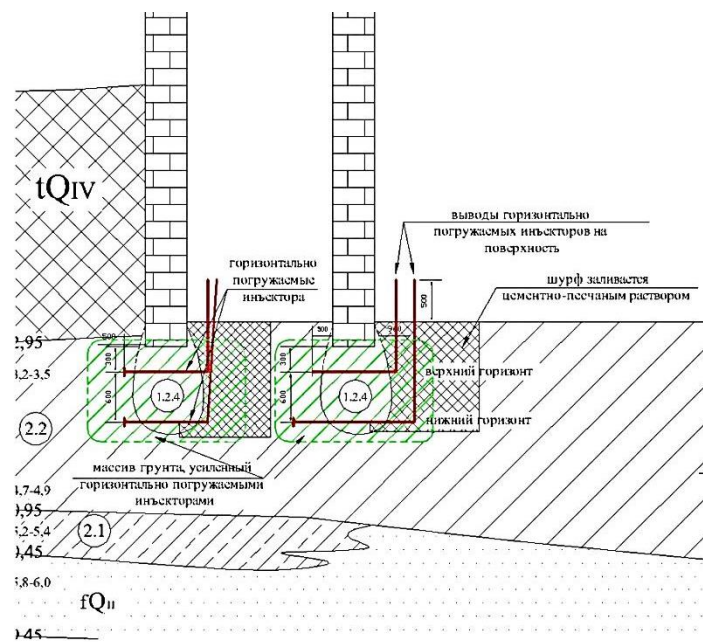 tQIV
выводы горизонтально
погружаемых инъекторов на
поверхность
горизонтально
погружаемые
инъектора
шурф заливается
цементно-песчаным раствором
500
500
500
300
300
верхний горизонт
1.2.4
1.2.4
600
600
нижний горизонт
2.2
массив грунта, усиленный
горизонтально погружаемыми
инъекторами
2.1
fQII